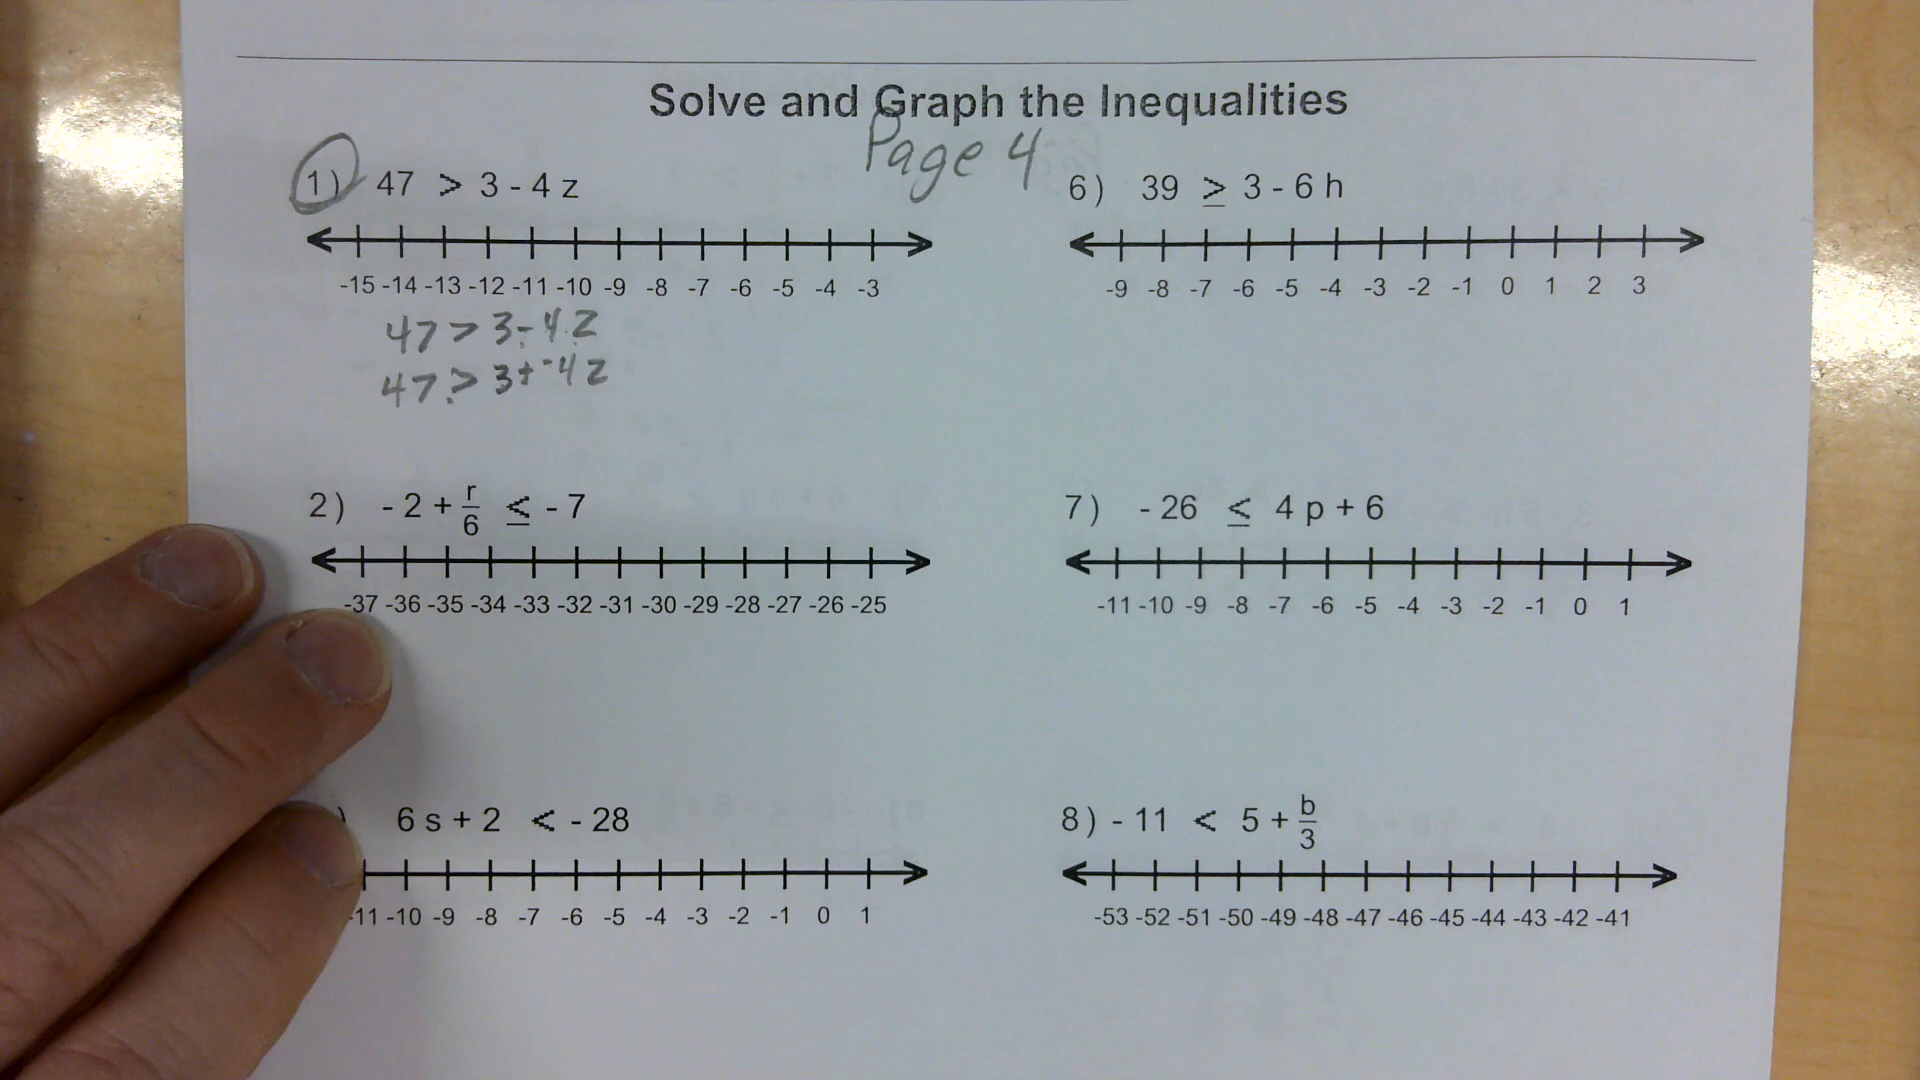 Solve and Graph the Inequalities
Page 4
1) 47 > 3 - 4 z
-15 -14 -13 -12 -11 -10 -9 -8 -7 -6 -5 -4 -3
47 > 3 - 4 z
47 > 3 + -4 z
2) - 2 + r/6 ≤ - 7
-37 -36 -35 -34 -33 -32 -31 -30 -29 -28 -27 -26 -25
) 6 s + 2 < - 28
-11 -10 -9 -8 -7 -6 -5 -4 -3 -2 -1 0 1
6) 39 ≥ 3 - 6 h
-9 -8 -7 -6 -5 -4 -3 -2 -1 0 1 2 3
7) - 26 ≤ 4 p + 6
-11 -10 -9 -8 -7 -6 -5 -4 -3 -2 -1 0 1
8) - 11 < 5 + b/3
-53 -52 -51 -50 -49 -48 -47 -46 -45 -44 -43 -42 -41